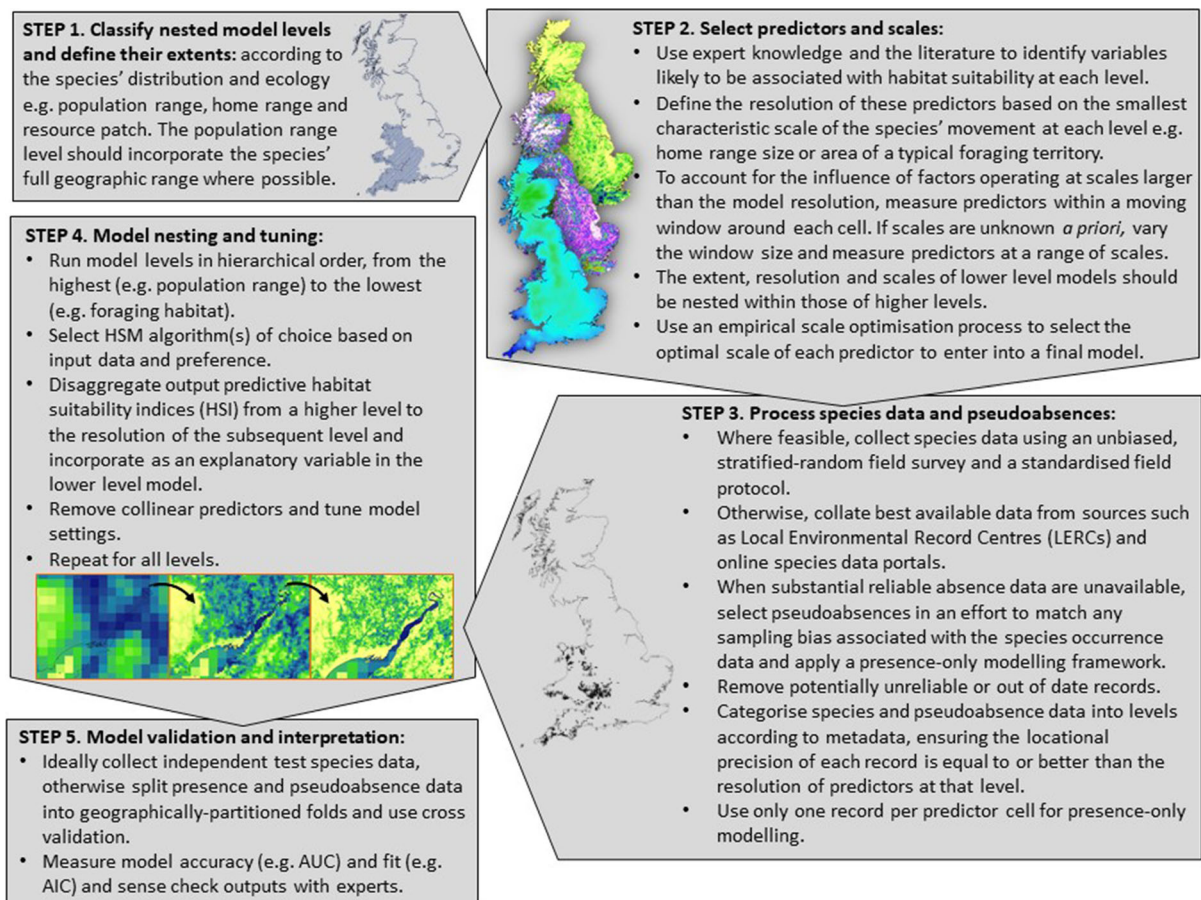 STEP 1. Classify nested model levels
and define their extents: according to
the species’ distribution and ecology
e.g. population range, home range and
resource patch. The population range
level should incorporate the species’
full geographic range where possible.
STEP 2. Select predictors and scales:
• Use expert knowledge and the literature to identify variables
likely to be associated with habitat suitability at each level.
• Define the resolution of these predictors based on the smallest
characteristic scale of the species’ movement at each level e.g.
home range size or area of a typical foraging territory.
• To account for the influence of factors operating at scales larger
than the model resolution, measure predictors within a moving
window around each cell. If scales are unknown a priori, vary
the window size and measure predictors at a range of scales.
• The extent, resolution and scales of lower level models should
be nested within those of higher levels.
• Use an empirical scale optimisation process to select the
optimal scale of each predictor to enter into a final model.
STEP 3. Process species data and pseudoabsences:
• Where feasible, collect species data using an unbiased,
stratified-random field survey and a standardised field
protocol.
• Otherwise, collate best available data from sources such
as Local Environmental Record Centres (LERCs) and
online species data portals.
• When substantial reliable absence data are unavailable,
select pseudoabsences in an effort to match any
sampling bias associated with the species occurrence
data and apply a presence-only modelling framework.
• Remove potentially unreliable or out of date records.
• Categorise species and pseudoabsence data into levels
according to metadata, ensuring the locational
precision of each record is equal to or better than the
resolution of predictors at that level.
• Use only one record per predictor cell for presence-only
modelling.
STEP 4. Model nesting and tuning:
• Run model levels in hierarchical order, from the
highest (e.g. population range) to the lowest
(e.g. foraging habitat).
• Select HSM algorithm(s) of choice based on
input data and preference.
• Disaggregate output predictive habitat
suitability indices (HSI) from a higher level to
the resolution of the subsequent level and
incorporate as an explanatory variable in the
lower level model.
• Remove collinear predictors and tune model
settings.
• Repeat for all levels.
STEP 5. Model validation and interpretation:
• Ideally collect independent test species data,
otherwise split presence and pseudoabsence data
into geographically-partitioned folds and use cross
validation.
• Measure model accuracy (e.g. AUC) and fit (e.g.
AIC) and sense check outputs with experts.